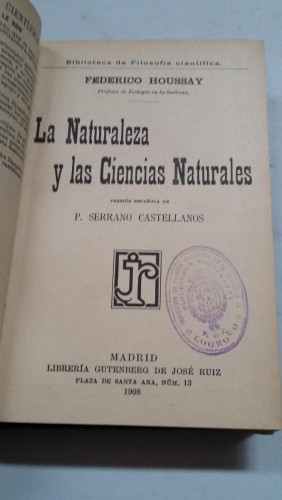 CIENTÍFI
Biblioteca de Filosofía científica.
FEDERICO HOUSSAY
Profesor de Zoología en la Sorbona.
La Naturaleza
y las Ciencias Naturales
VERSIÓN ESPAÑOLA DE
P. SERRANO CASTELLANOS
jr
LOGROÑO
MADRID
LIBRERÍA GUTENBERG DE JOSÉ RUIZ
PLAZA DE SANTA ANA, NÚM. 13
1908